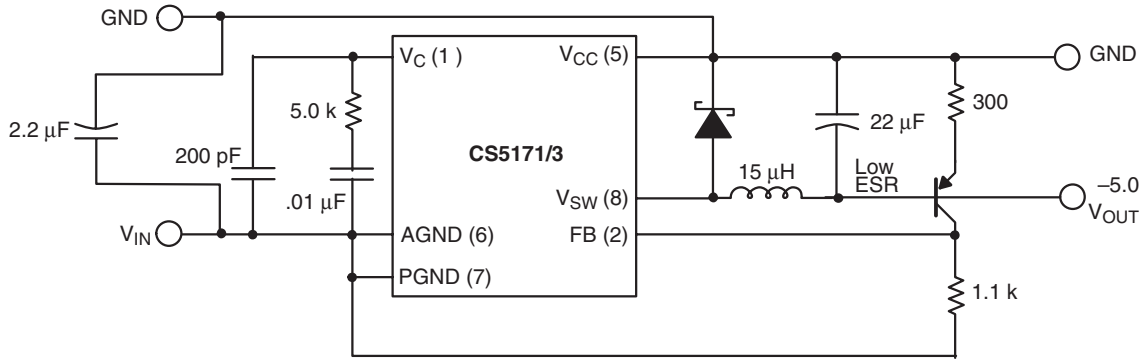 GND
V_C (1 )
V_CC (5)
GND
2.2 μF
200 pF
5.0 k
.01 μF
CS5171/3
300
22 μF
15 μH
Low
ESR
V_SW (8)
–5.0
V_OUT
V_IN
AGND (6)
FB (2)
PGND (7)
1.1 k